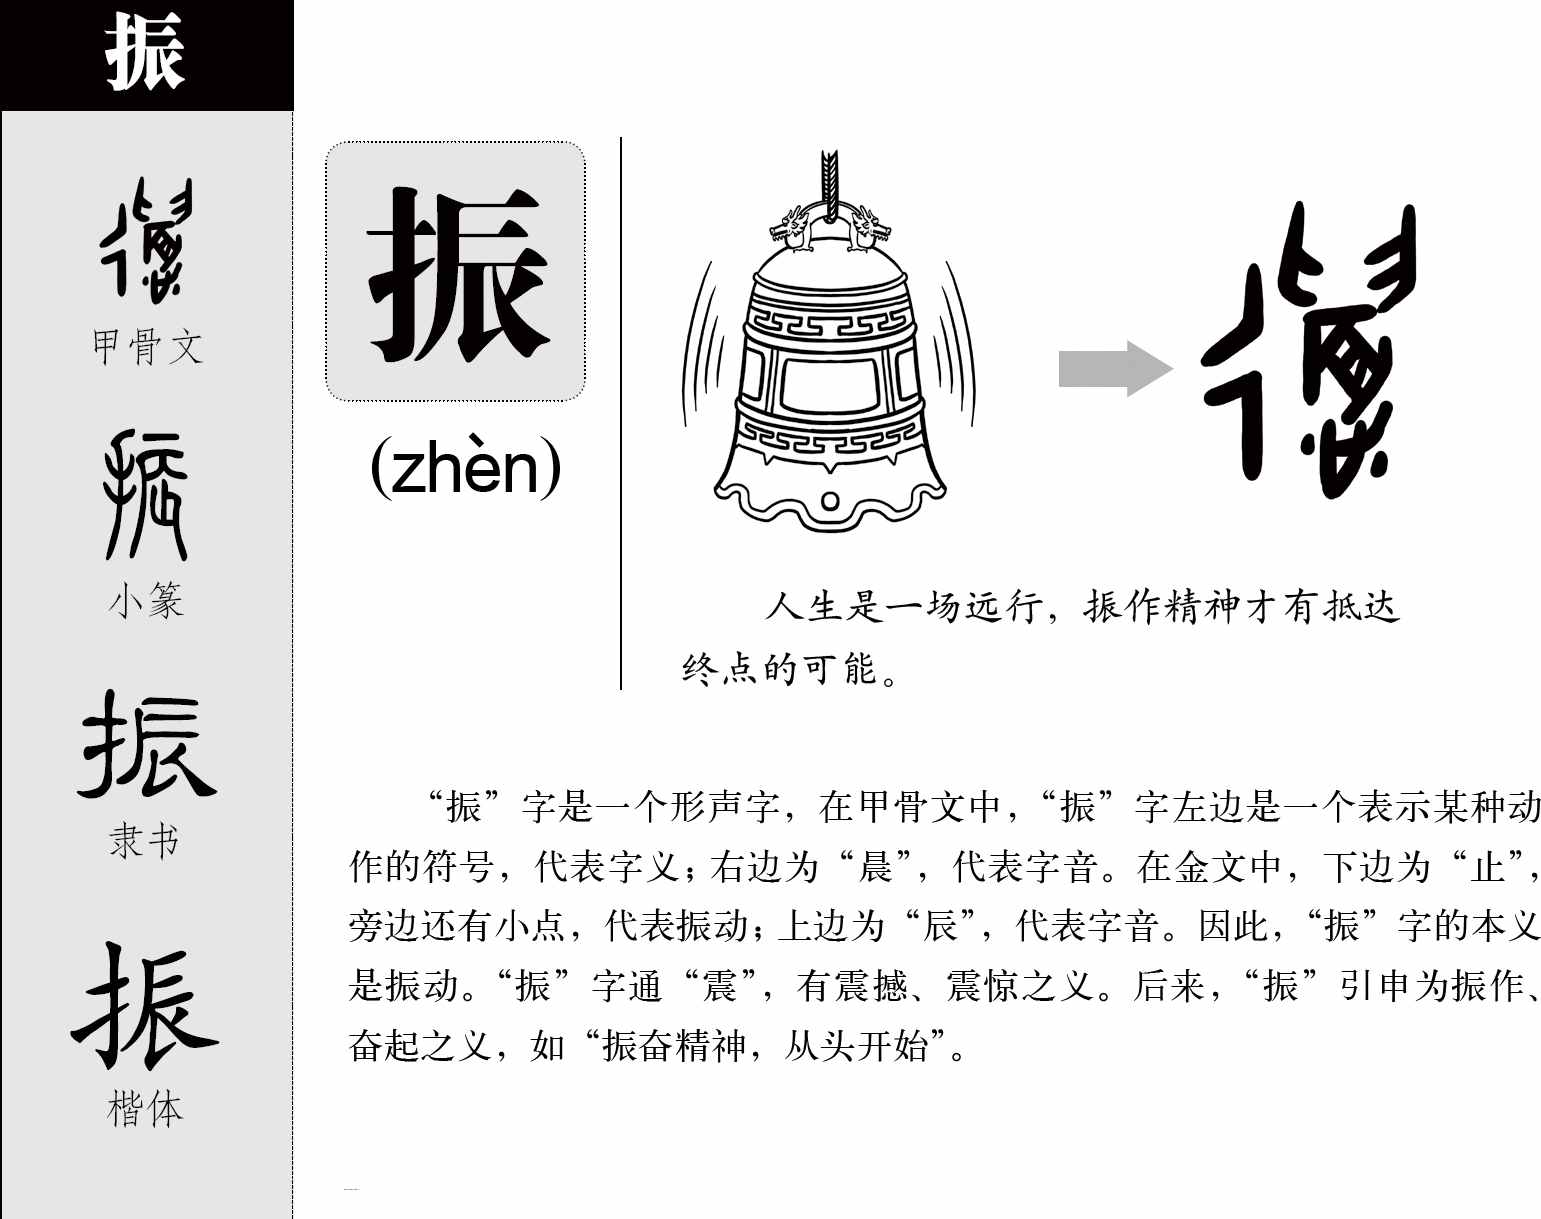 振
甲骨文
小篆
隶书
楷体
振
(zhèn)
人生是一场远行，振作精神才有抵达
终点的可能。
“振”字是一个形声字，在甲骨文中，“振”字左边是一个表示某种动
作的符号，代表字义；右边为“晨”，代表字音。在金文中，下边为“止”，
旁边还有小点，代表振动；上边为“辰”，代表字音。因此，“振”字的本义
是振动。“振”字通“震”，有震撼、震惊之义。后来，“振”引申为振作、
奋起之义，如“振奋精神，从头开始”。